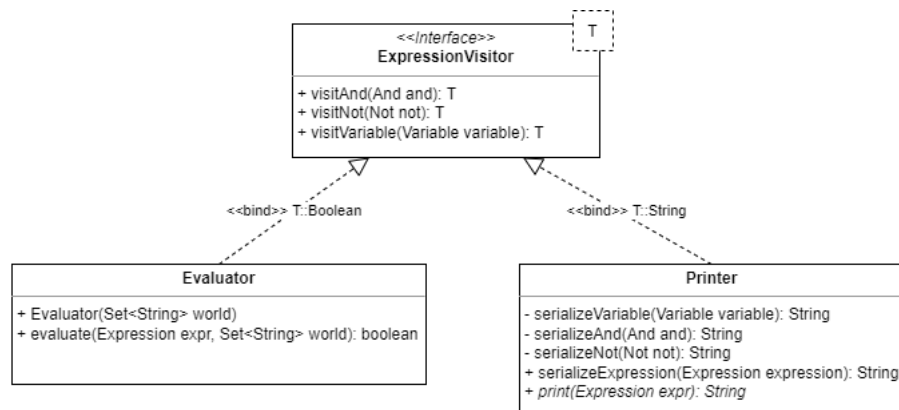 T
<<Interface>>
ExpressionVisitor
+ visitAnd(And and): T
+ visitNot(Not not): T
+ visitVariable(Variable variable): T
<<bind>> T::Boolean
<<bind>> T::String
Evaluator
+ Evaluator(Set<String> world)
+ evaluate(Expression expr, Set<String> world): boolean
Printer
- serializeVariable(Variable variable): String
- serializeAnd(And and): String
- serializeNot(Not not): String
+ serializeExpression(Expression expression): String
+ print(Expression expr): String